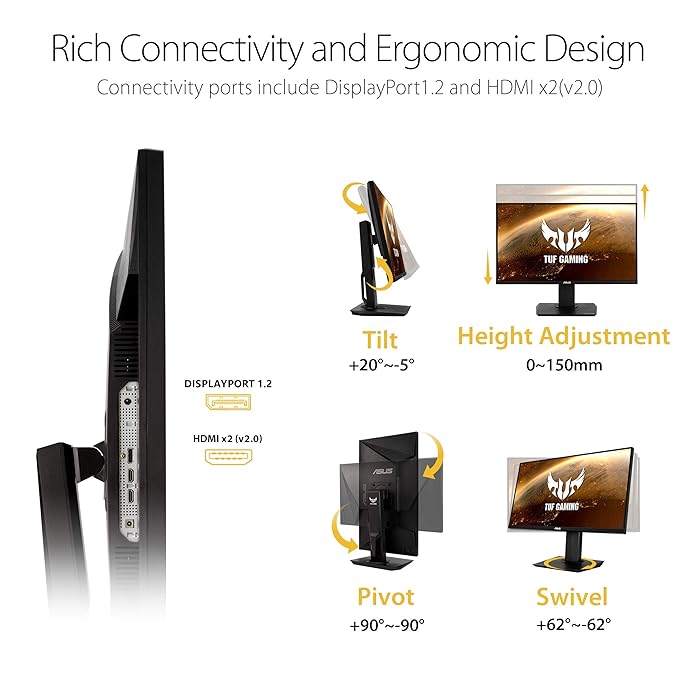 Rich Connectivity and Ergonomic Design
Connectivity ports include DisplayPort1.2 and HDMI x2(v2.0)
DISPLAYPORT 1.2
HDMI x2 (v2.0)
TUF GAMING
ASUS
Tilt
+20°~-5°
Height Adjustment
0~150mm
ASUS
TUF GAMING
ASUS
Pivot
+90°~-90°
Swivel
+62°~-62°